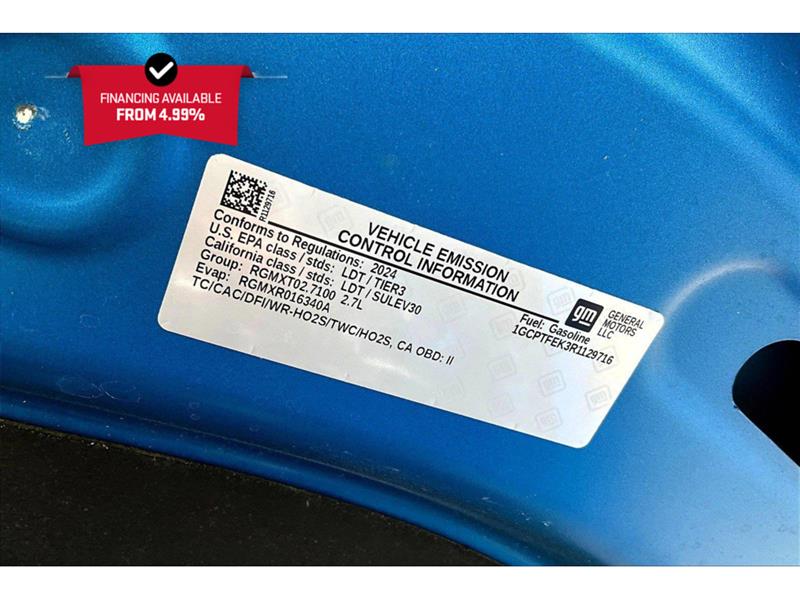 FINANCING AVAILABLE
FROM 4.99%
R1129716
VEHICLE EMISSION
CONTROL INFORMATION
Conforms to Regulations: 2024
U.S. EPA class / stds: LDT / TIER3
California class / stds: LDT / SULEV30
Group: RGMXT02.7100 2.7L
Evap: RGMXR016340A
TC/CAC/DFI/WR-HO2S/TWC/HO2S, CA OBD: II
Fuel: Gasoline
1GCPTFEK3R1129716
gm
GENERAL
MOTORS
LLC